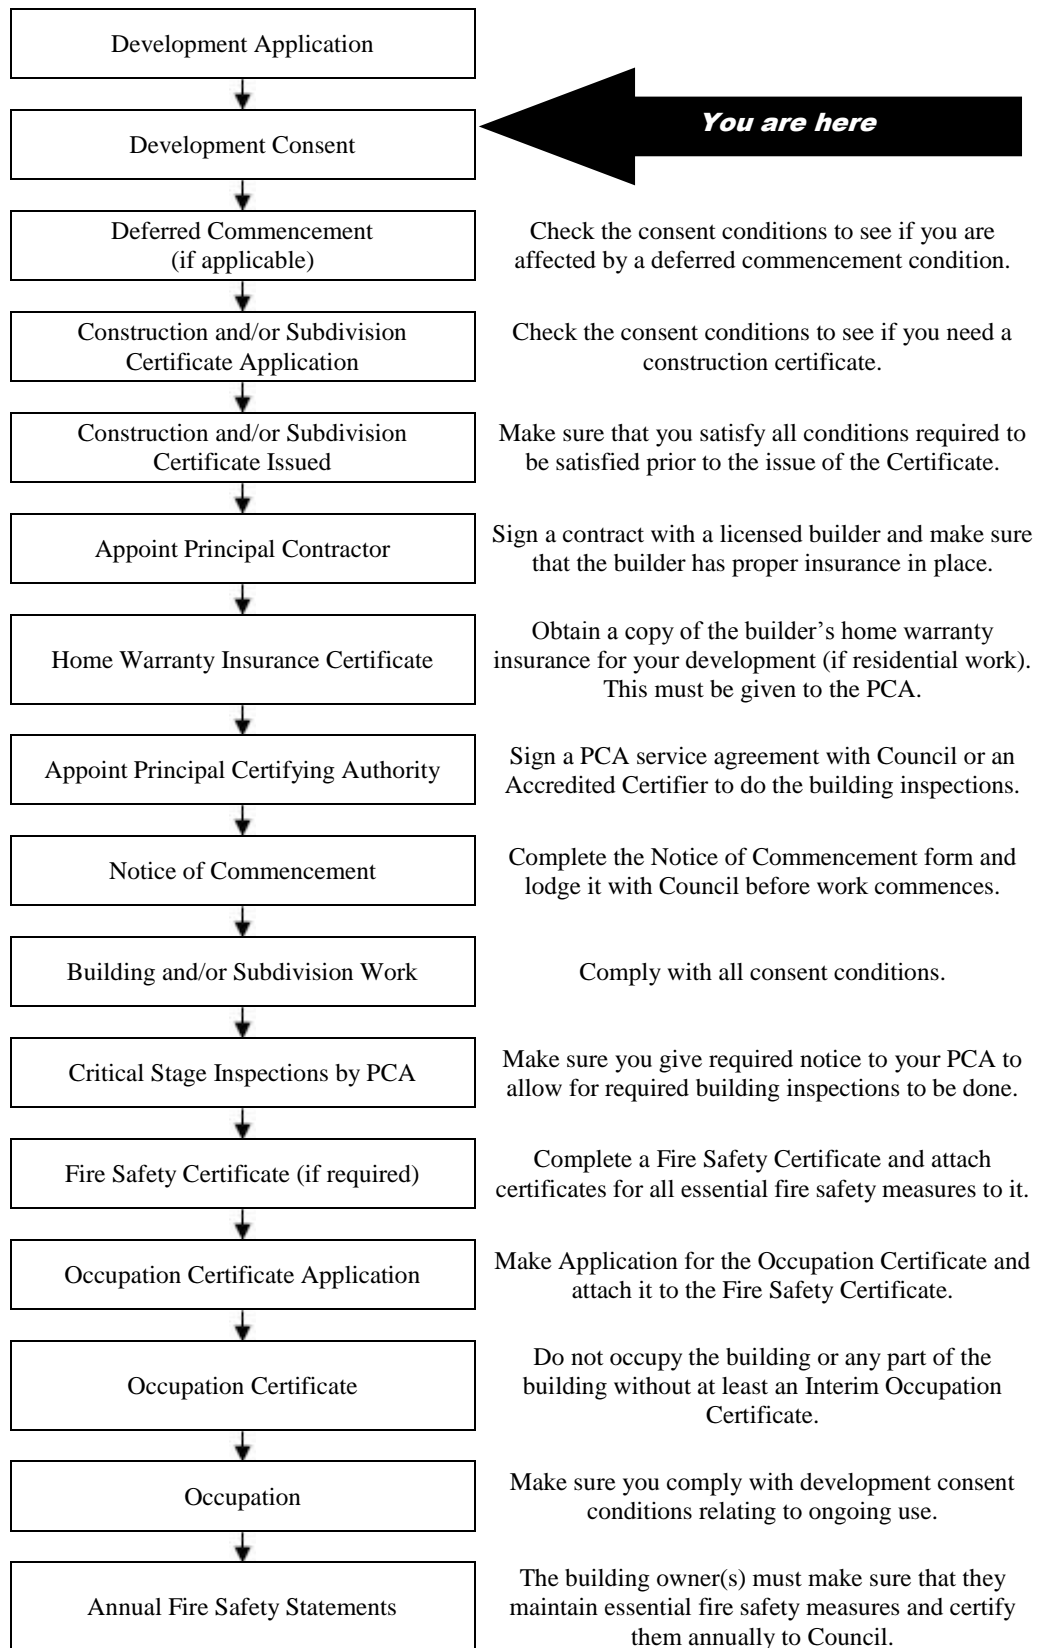 Development Application
You are here
Development Consent
Deferred Commencement
(if applicable)
Check the consent conditions to see if you are
affected by a deferred commencement condition.
Construction and/or Subdivision
Certificate Application
Check the consent conditions to see if you need a
construction certificate.
Construction and/or Subdivision
Certificate Issued
Make sure that you satisfy all conditions required to
be satisfied prior to the issue of the Certificate.
Appoint Principal Contractor
Sign a contract with a licensed builder and make sure
that the builder has proper insurance in place.
Home Warranty Insurance Certificate
Obtain a copy of the builder’s home warranty
insurance for your development (if residential work).
This must be given to the PCA.
Appoint Principal Certifying Authority
Sign a PCA service agreement with Council or an
Accredited Certifier to do the building inspections.
Notice of Commencement
Complete the Notice of Commencement form and
lodge it with Council before work commences.
Building and/or Subdivision Work
Comply with all consent conditions.
Critical Stage Inspections by PCA
Make sure you give required notice to your PCA to
allow for required building inspections to be done.
Fire Safety Certificate (if required)
Complete a Fire Safety Certificate and attach
certificates for all essential fire safety measures to it.
Occupation Certificate Application
Make Application for the Occupation Certificate and
attach it to the Fire Safety Certificate.
Occupation Certificate
Do not occupy the building or any part of the
building without at least an Interim Occupation
Certificate.
Occupation
Make sure you comply with development consent
conditions relating to ongoing use.
Annual Fire Safety Statements
The building owner(s) must make sure that they
maintain essential fire safety measures and certify
them annually to Council.